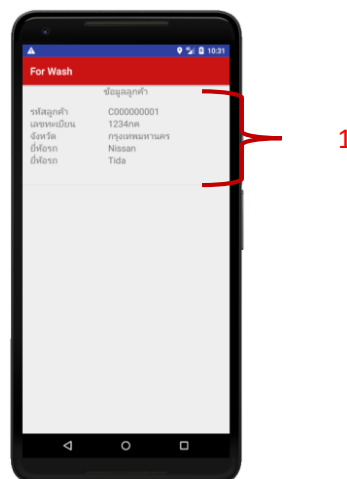 10:31
For Wash
ข้อมูลลูกค้า
รหัสลูกค้า C000000001
เลขทะเบียน 1234กค
จังหวัด กรุงเทพมหานคร
ยี่ห้อรถ Nissan
ยี่ห้อรถ Tida
1